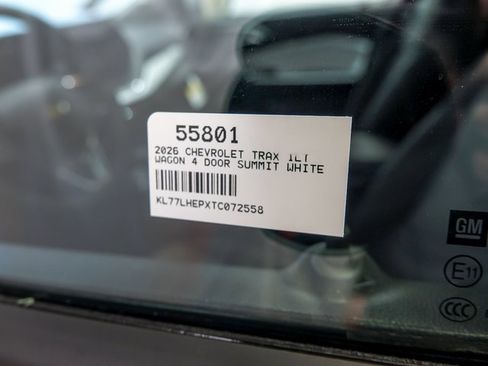 55801
2026 CHEVROLET TRAX 1LT
WAGON 4 DOOR SUMMIT WHITE
KL77LHEPXTC072558
GM
E11
CCC